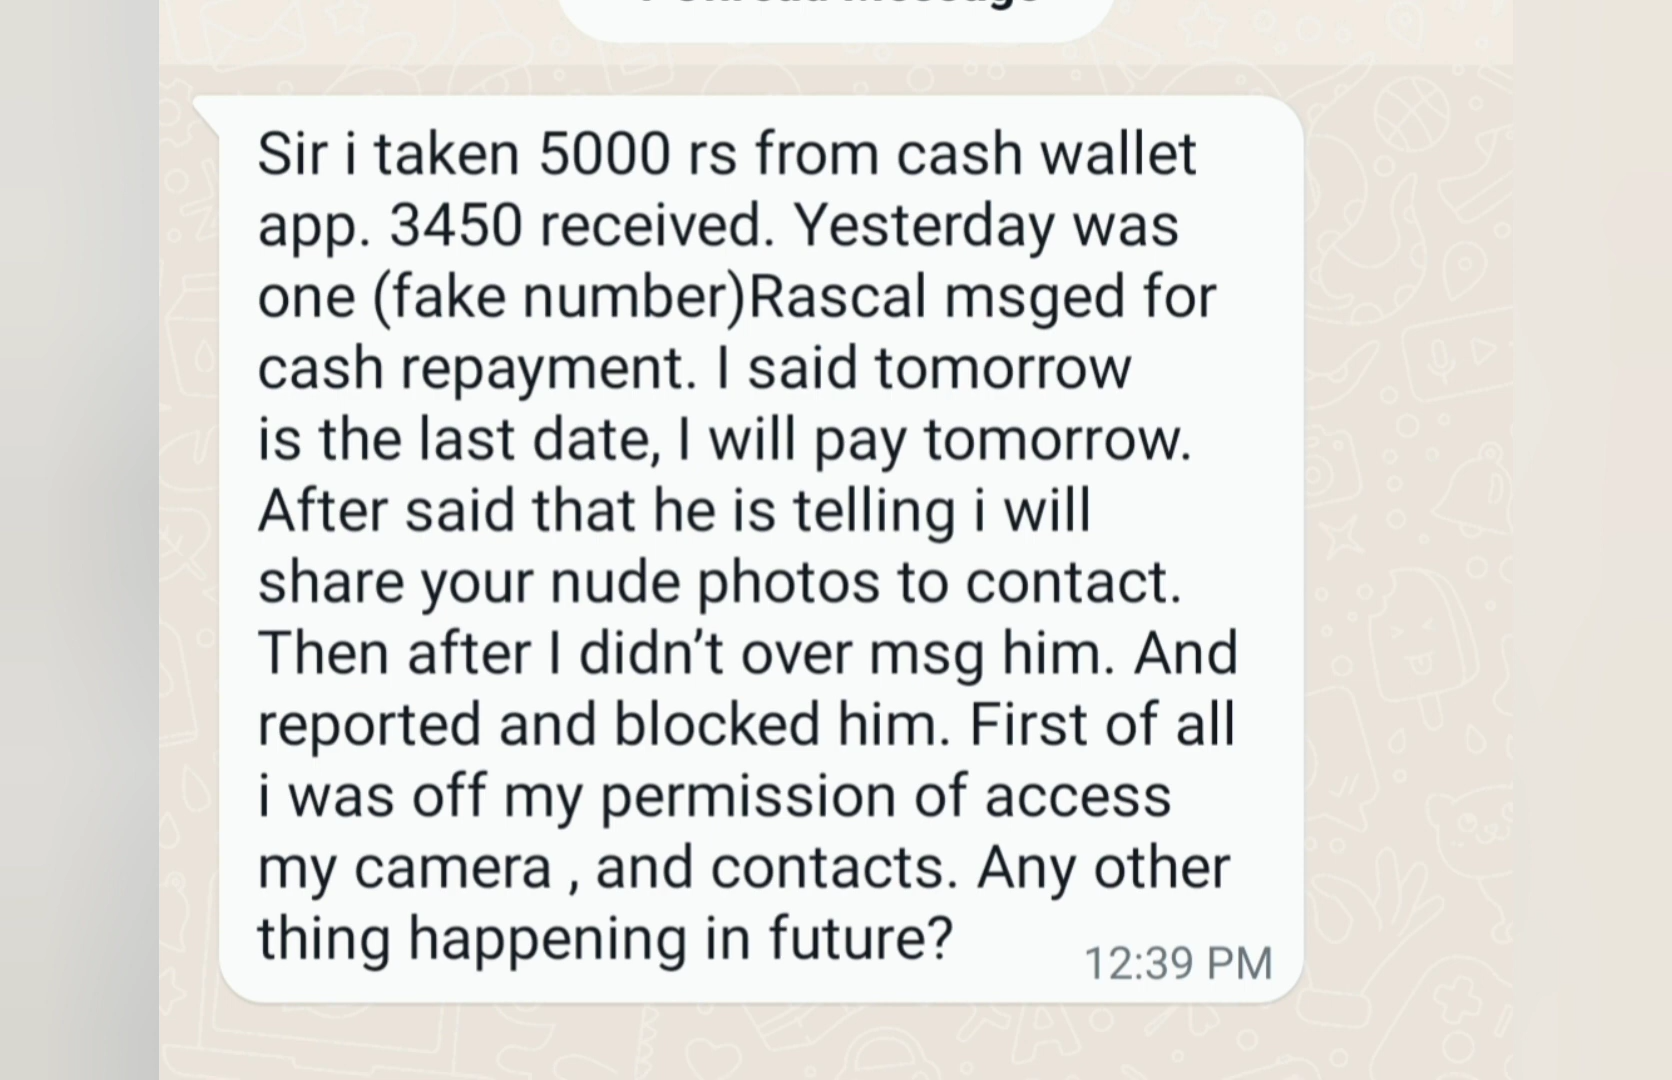 Sir i taken 5000 rs from cash wallet
app. 3450 received. Yesterday was
one (fake number)Rascal msged for
cash repayment. I said tomorrow
is the last date, I will pay tomorrow.
After said that he is telling i will
share your nude photos to contact.
Then after I didn’t over msg him. And
reported and blocked him. First of all
i was off my permission of access
my camera , and contacts. Any other
thing happening in future?
12:39 PM